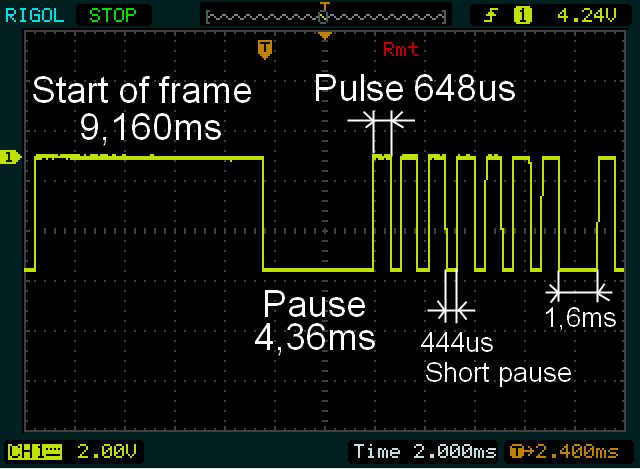 RIGOL STOP T 1 4.24V
T Rmt
Start of frame
9,160ms
Pulse 648us
1
Pause
4,36ms
444us
Short pause
1,6ms
CH1 2.00V Time 2.000ms T→2.400ms